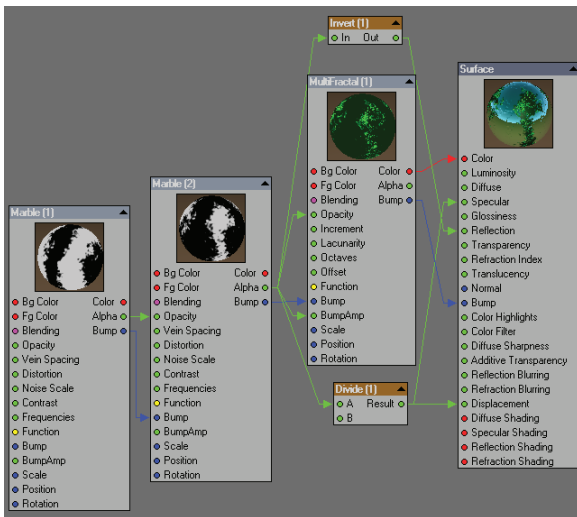 Invert (1)
In Out
MultiFractal (1)
Bg Color Color
Fg Color Alpha
Blending Bump
Opacity
Increment
Lacunarity
Octaves
Offset
Function
Bump
BumpAmp
Scale
Position
Rotation
Surface
Color
Luminosity
Diffuse
Specular
Glossiness
Reflection
Transparency
Refraction Index
Translucency
Normal
Bump
Color Highlights
Color Filter
Diffuse Sharpness
Additive Transparency
Reflection Blurring
Refraction Blurring
Displacement
Diffuse Shading
Specular Shading
Reflection Shading
Refraction Shading
Marble (2)
Bg Color Color
Fg Color Alpha
Blending Bump
Opacity
Vein Spacing
Distortion
Noise Scale
Contrast
Frequencies
Function
Bump
BumpAmp
Scale
Position
Rotation
Marble (1)
Bg Color Color
Fg Color Alpha
Blending Bump
Opacity
Vein Spacing
Distortion
Noise Scale
Contrast
Frequencies
Function
Bump
BumpAmp
Scale
Position
Rotation
Divide (1)
A Result
B